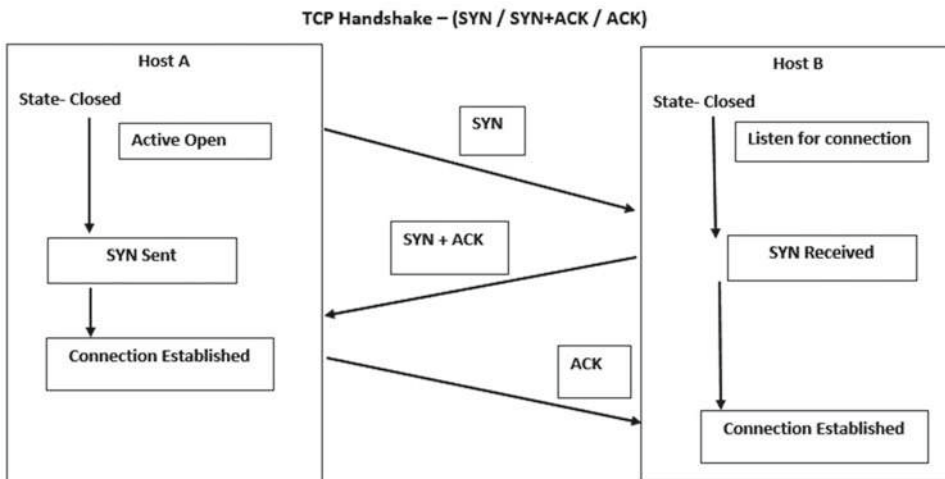 TCP Handshake – (SYN / SYN+ACK / ACK)
Host A
State- Closed
Active Open
SYN Sent
Connection Established
SYN
SYN + ACK
ACK
Host B
State- Closed
Listen for connection
SYN Received
Connection Established